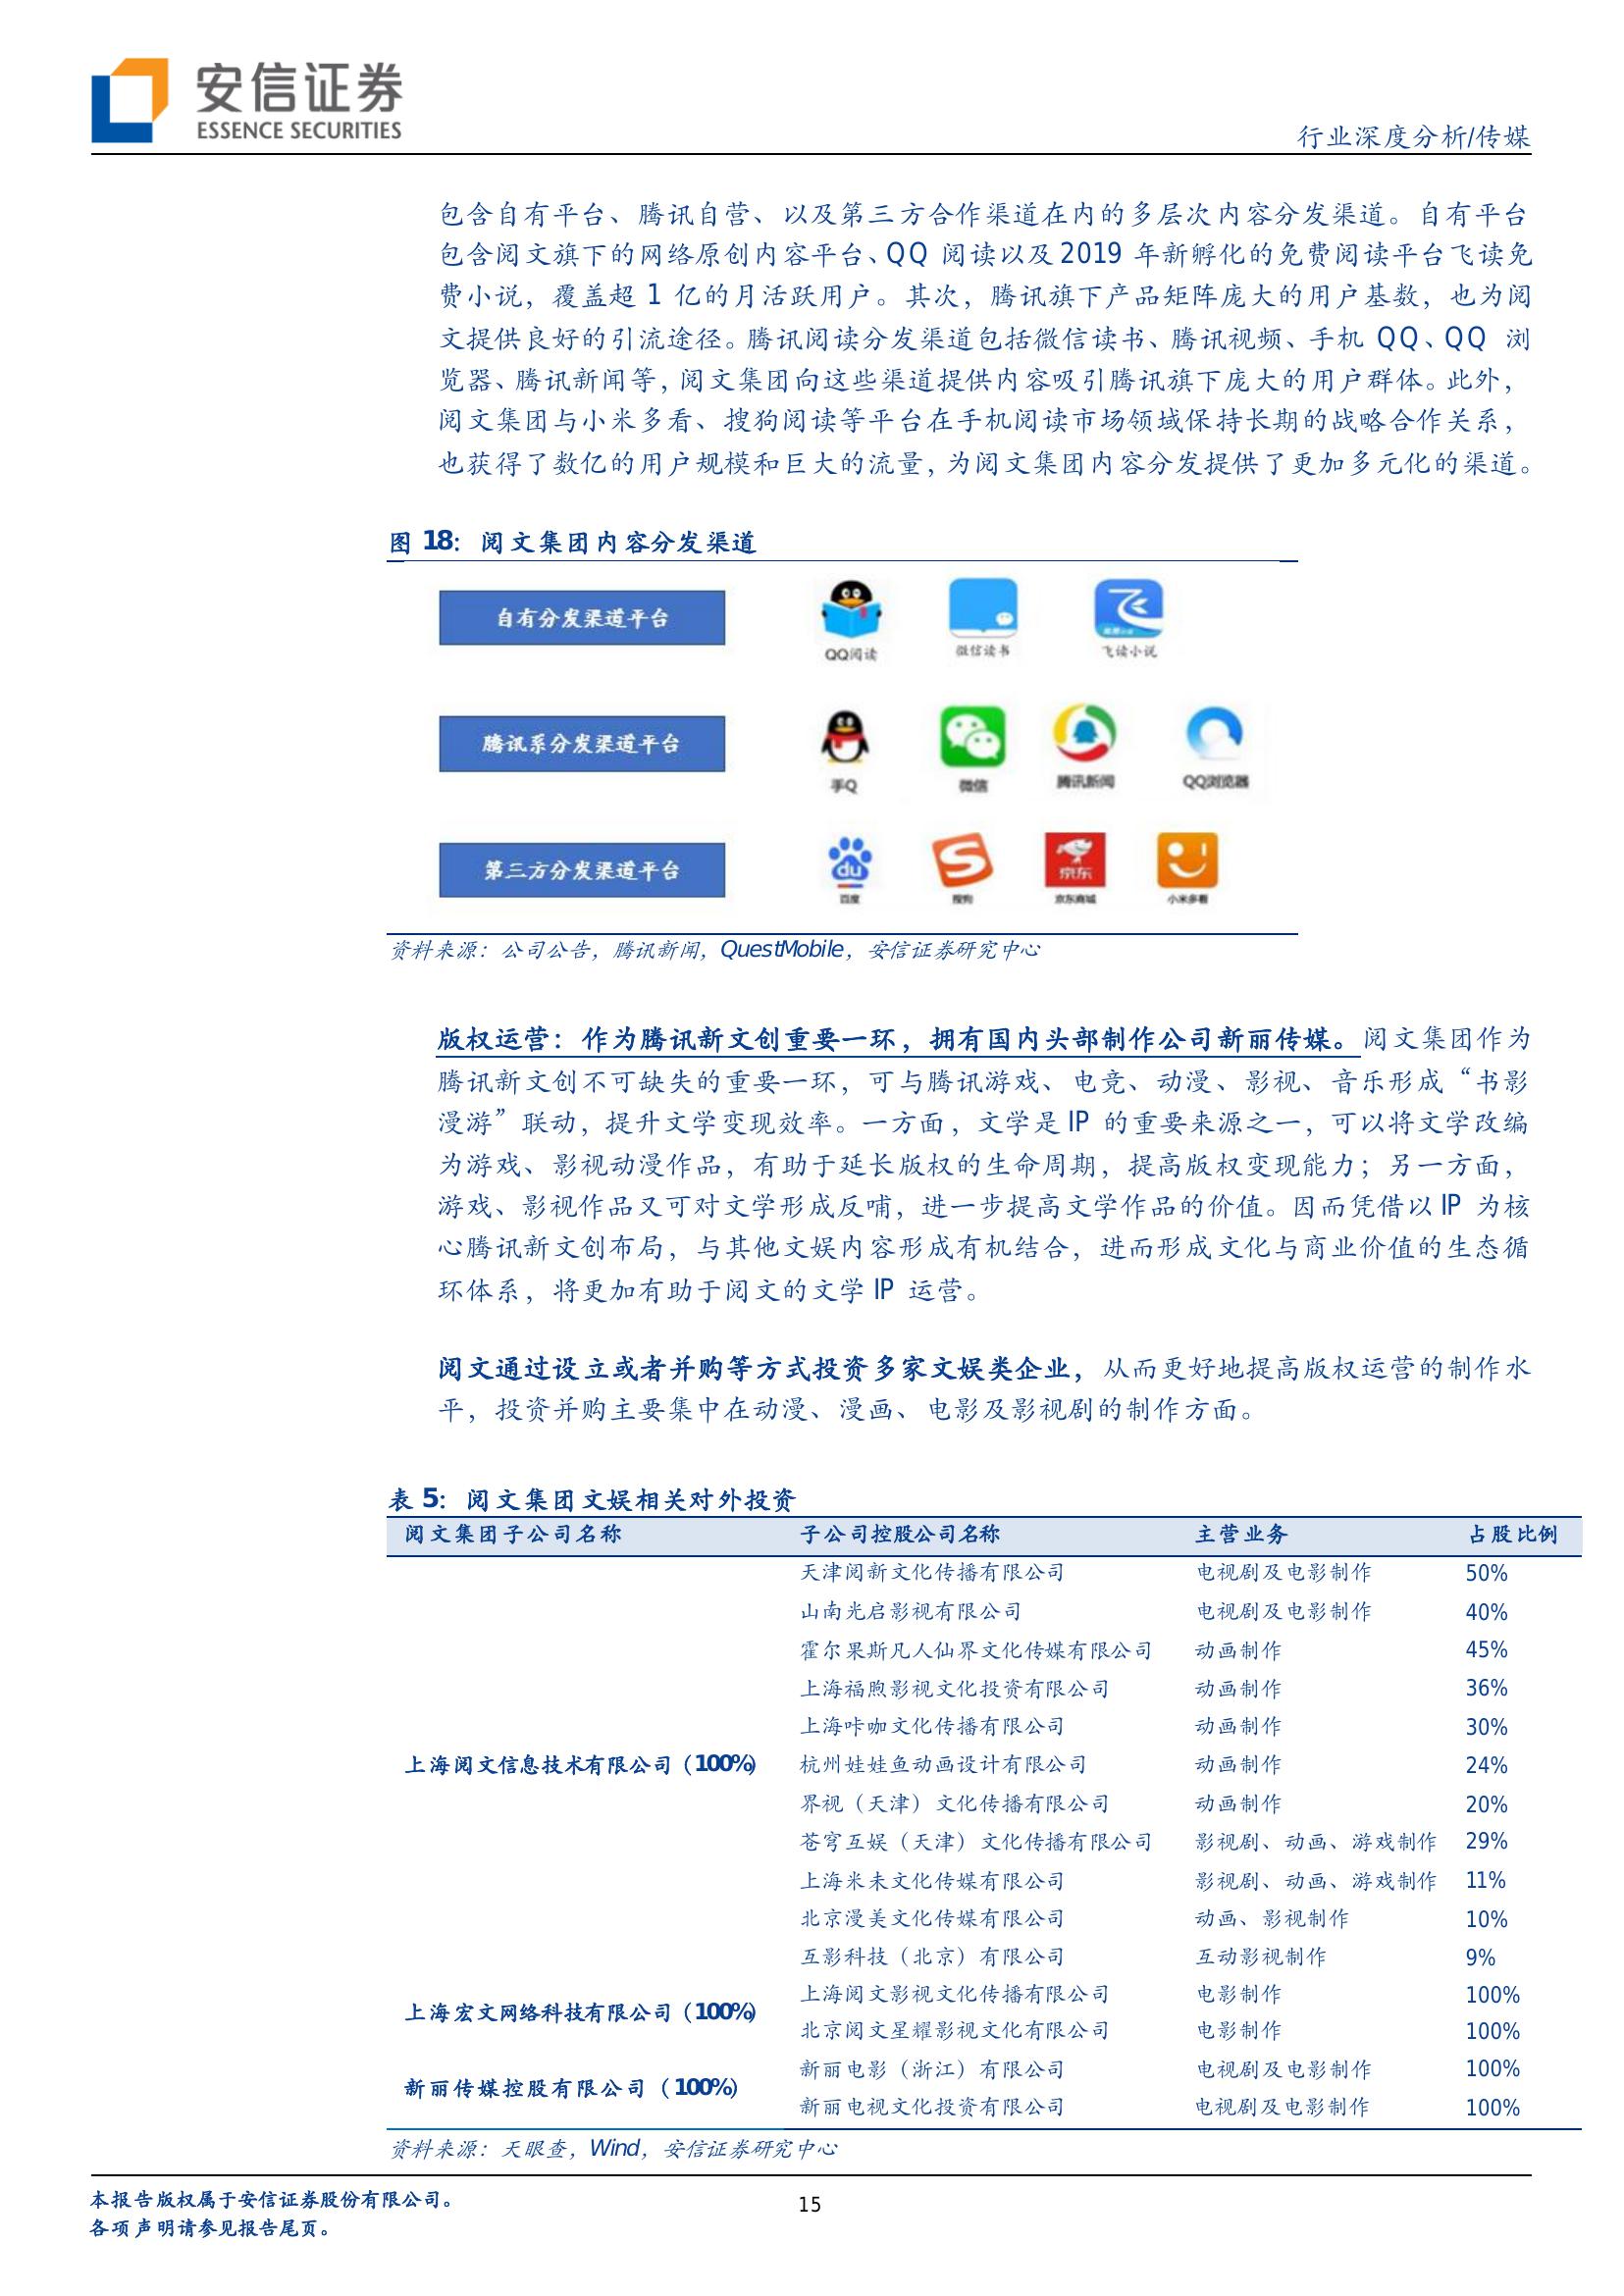 安信证券
ESSENCE SECURITIES
行业深度分析/传媒
包含自有平台、腾讯自营、以及第三方合作渠道在内的多层次内容分发渠道。自有平台
包含阅文旗下的网络原创内容平台、QQ 阅读以及 2019 年新孵化的免费阅读平台飞读免
费小说，覆盖超 1 亿的月活跃用户。其次，腾讯旗下产品矩阵庞大的用户基数，也为阅
文提供良好的引流途径。腾讯阅读分发渠道包括微信读书、腾讯视频、手机 QQ、QQ 浏
览器、腾讯新闻等，阅文集团向这些渠道提供内容吸引腾讯旗下庞大的用户群体。此外，
阅文集团与小米多看、搜狗阅读等平台在手机阅读市场领域保持长期的战略合作关系，
也获得了数亿的用户规模和巨大的流量，为阅文集团内容分发提供了更加多元化的渠道。
图 18：阅文集团内容分发渠道
自有分发渠道平台
QQ阅读 微信读书 飞读小说
腾讯系分发渠道平台
手Q 微信 腾讯新闻 QQ浏览器
第三方分发渠道平台
du 京东
百度 搜狗 京东商城 小米多看
资料来源：公司公告，腾讯新闻，QuestMobile，安信证券研究中心
版权运营：作为腾讯新文创重要一环，拥有国内头部制作公司新丽传媒。阅文集团作为
腾讯新文创不可缺失的重要一环，可与腾讯游戏、电竞、动漫、影视、音乐形成“书影
漫游”联动，提升文学变现效率。一方面，文学是 IP 的重要来源之一，可以将文学改编
为游戏、影视动漫作品，有助于延长版权的生命周期，提高版权变现能力；另一方面，
游戏、影视作品又可对文学形成反哺，进一步提高文学作品的价值。因而凭借以 IP 为核
心腾讯新文创布局，与其他文娱内容形成有机结合，进而形成文化与商业价值的生态循
环体系，将更加有助于阅文的文学 IP 运营。
阅文通过设立或者并购等方式投资多家文娱类企业，从而更好地提高版权运营的制作水
平，投资并购主要集中在动漫、漫画、电影及影视剧的制作方面。
表 5：阅文集团文娱相关对外投资
阅文集团子公司名称 子公司控股公司名称 主营业务 占股比例
天津阅新文化传播有限公司 电视剧及电影制作 50%
山南光启影视有限公司 电视剧及电影制作 40%
霍尔果斯凡人仙界文化传媒有限公司 动画制作 45%
上海福煦影视文化投资有限公司 动画制作 36%
上海咔咖文化传播有限公司 动画制作 30%
上海阅文信息技术有限公司（100%） 杭州娃娃鱼动画设计有限公司 动画制作 24%
界视（天津）文化传播有限公司 动画制作 20%
苍穹互娱（天津）文化传播有限公司 影视剧、动画、游戏制作 29%
上海米未文化传媒有限公司 影视剧、动画、游戏制作 11%
北京漫美文化传媒有限公司 动画、影视制作 10%
互影科技（北京）有限公司 互动影视制作 9%
上海宏文网络科技有限公司（100%） 上海阅文影视文化传播有限公司 电影制作 100%
北京阅文星耀影视文化有限公司 电影制作 100%
新丽传媒控股有限公司（100%） 新丽电影（浙江）有限公司 电视剧及电影制作 100%
新丽电视文化投资有限公司 电视剧及电影制作 100%
资料来源：天眼查，Wind，安信证券研究中心
本报告版权属于安信证券股份有限公司。
15
各项声明请参见报告尾页。